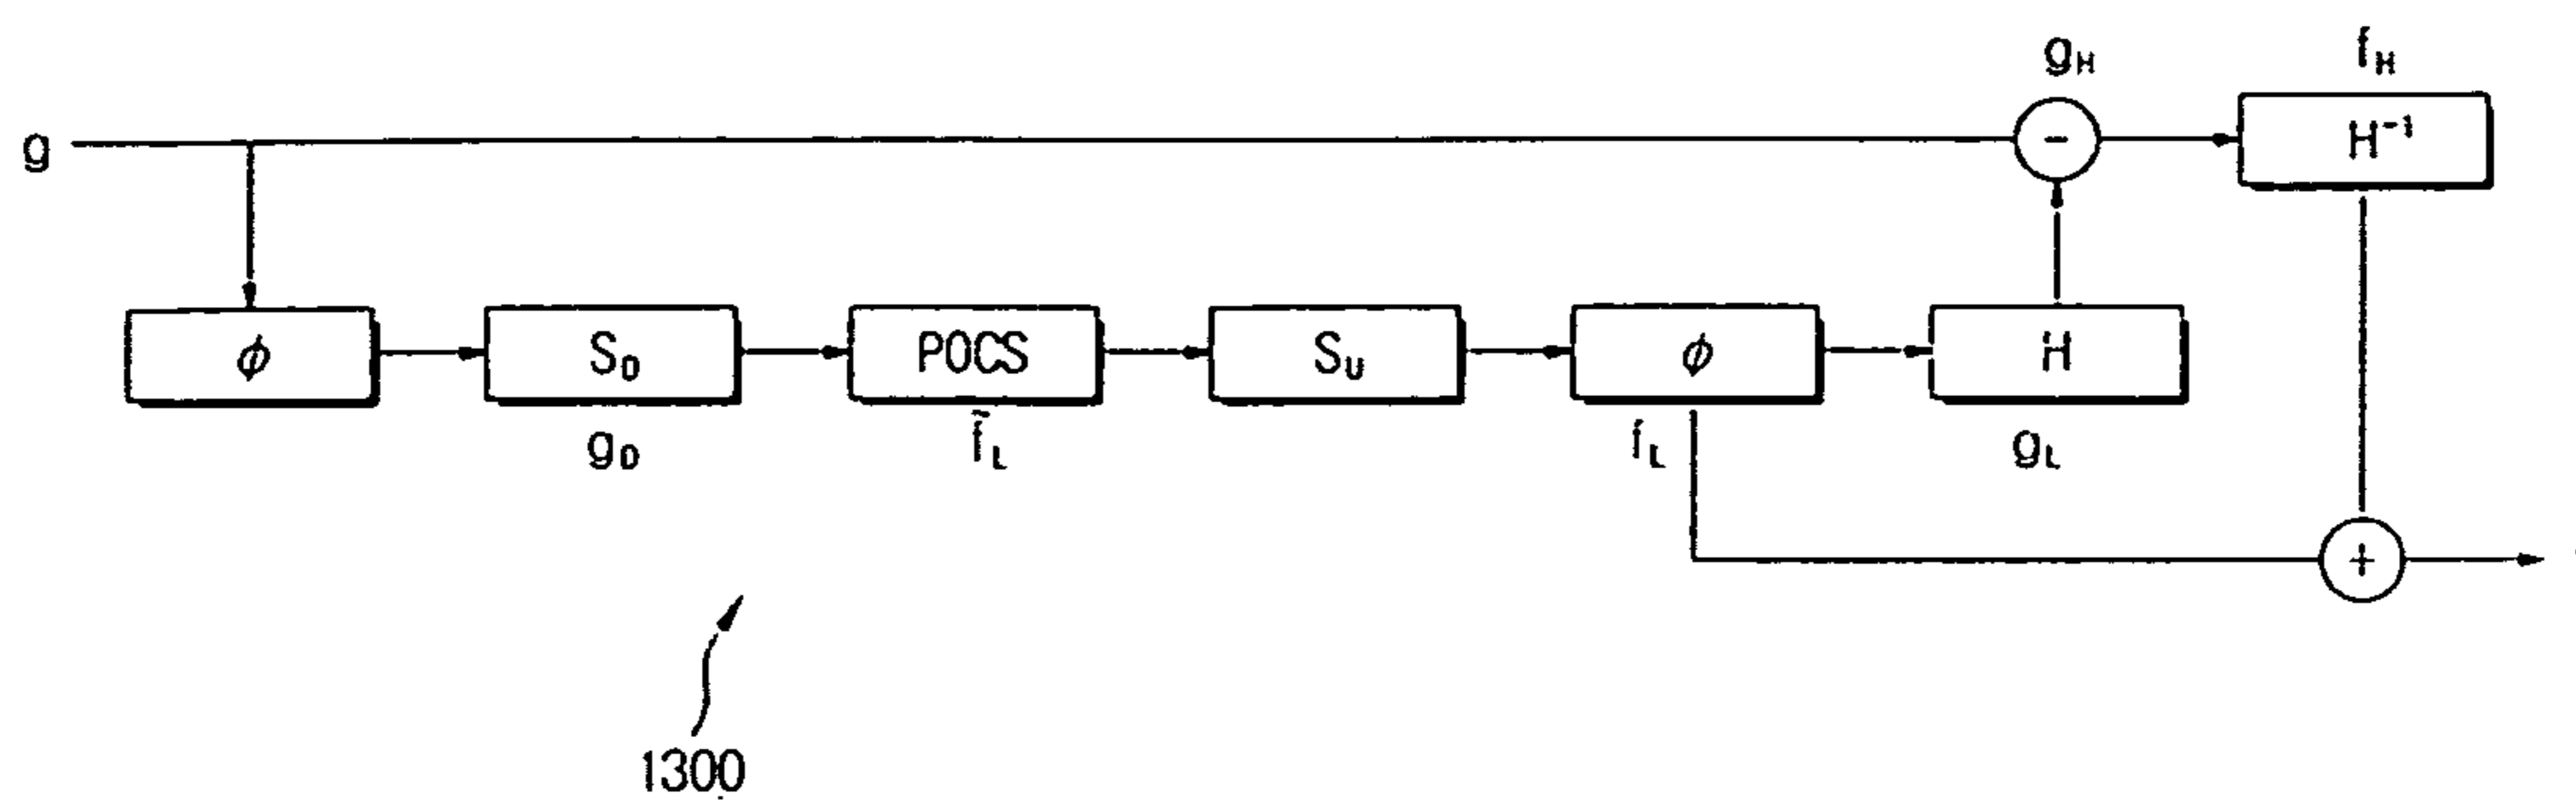 g_H f_H
g - H⁻¹
φ S_D POCS S_U φ H
g_D f̃_L f_L g_L
+
1300